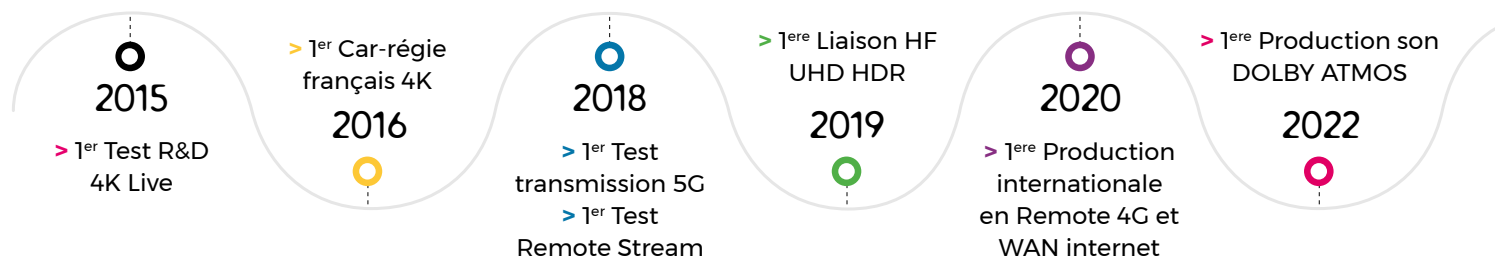 2015
> 1er Test R&D
4K Live
> 1er Car-régie
français 4K
2016
2018
> 1er Test
transmission 5G
> 1er Test
Remote Stream
> 1ere Liaison HF
UHD HDR
2019
2020
> 1ere Production
internationale
en Remote 4G et
WAN internet
> 1ere Production son
DOLBY ATMOS
2022